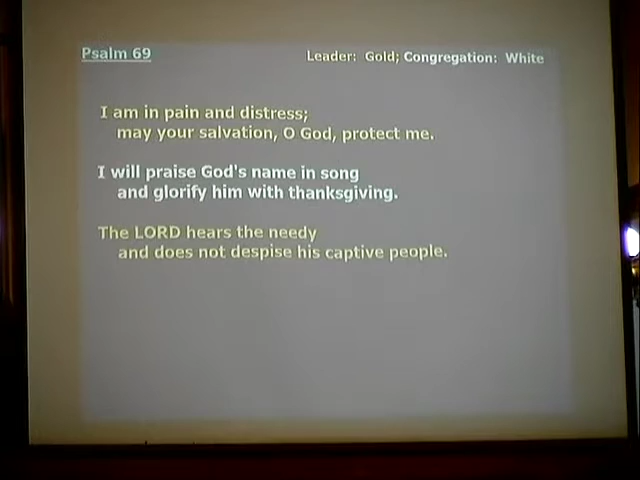 Psalm 69
Leader: Gold; Congregation: White
I am in pain and distress;
may your salvation, O God, protect me.
I will praise God's name in song
and glorify him with thanksgiving.
The LORD hears the needy
and does not despise his captive people.